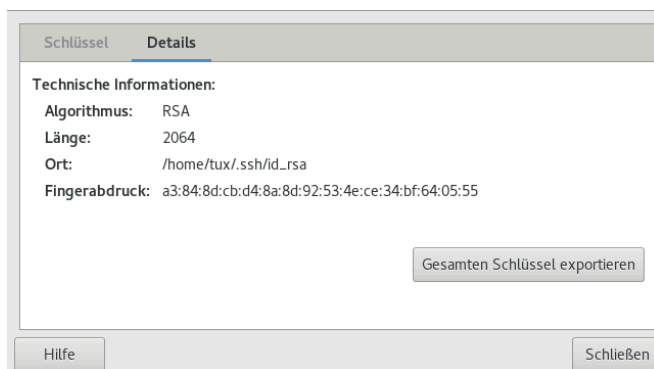 Schlüssel Details
Technische Informationen:
Algorithmus: RSA
Länge: 2064
Ort: /home/tux/.ssh/id_rsa
Fingerabdruck: a3:84:8d:cb:d4:8a:8d:92:53:4e:ce:34:bf:64:05:55
Gesamten Schlüssel exportieren
Hilfe Schließen